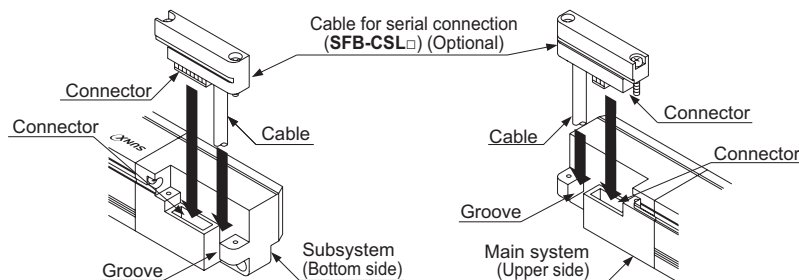 Cable for serial connection
(SFB-CSL□) (Optional)
Connector
Connector
Cable
SUNX
Groove
Subsystem
(Bottom side)
Connector
Cable
Connector
Groove
Main system
(Upper side)